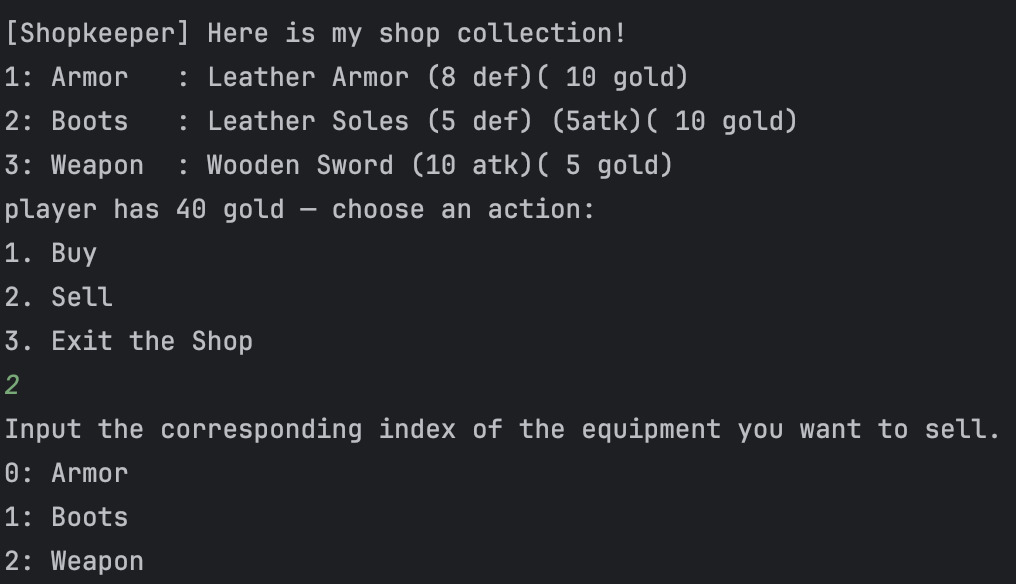 [Shopkeeper] Here is my shop collection!
1: Armor   : Leather Armor (8 def)( 10 gold)
2: Boots   : Leather Soles (5 def) (5atk)( 10 gold)
3: Weapon  : Wooden Sword (10 atk)( 5 gold)
player has 40 gold — choose an action:
1. Buy
2. Sell
3. Exit the Shop
2
Input the corresponding index of the equipment you want to sell.
0: Armor
1: Boots
2: Weapon